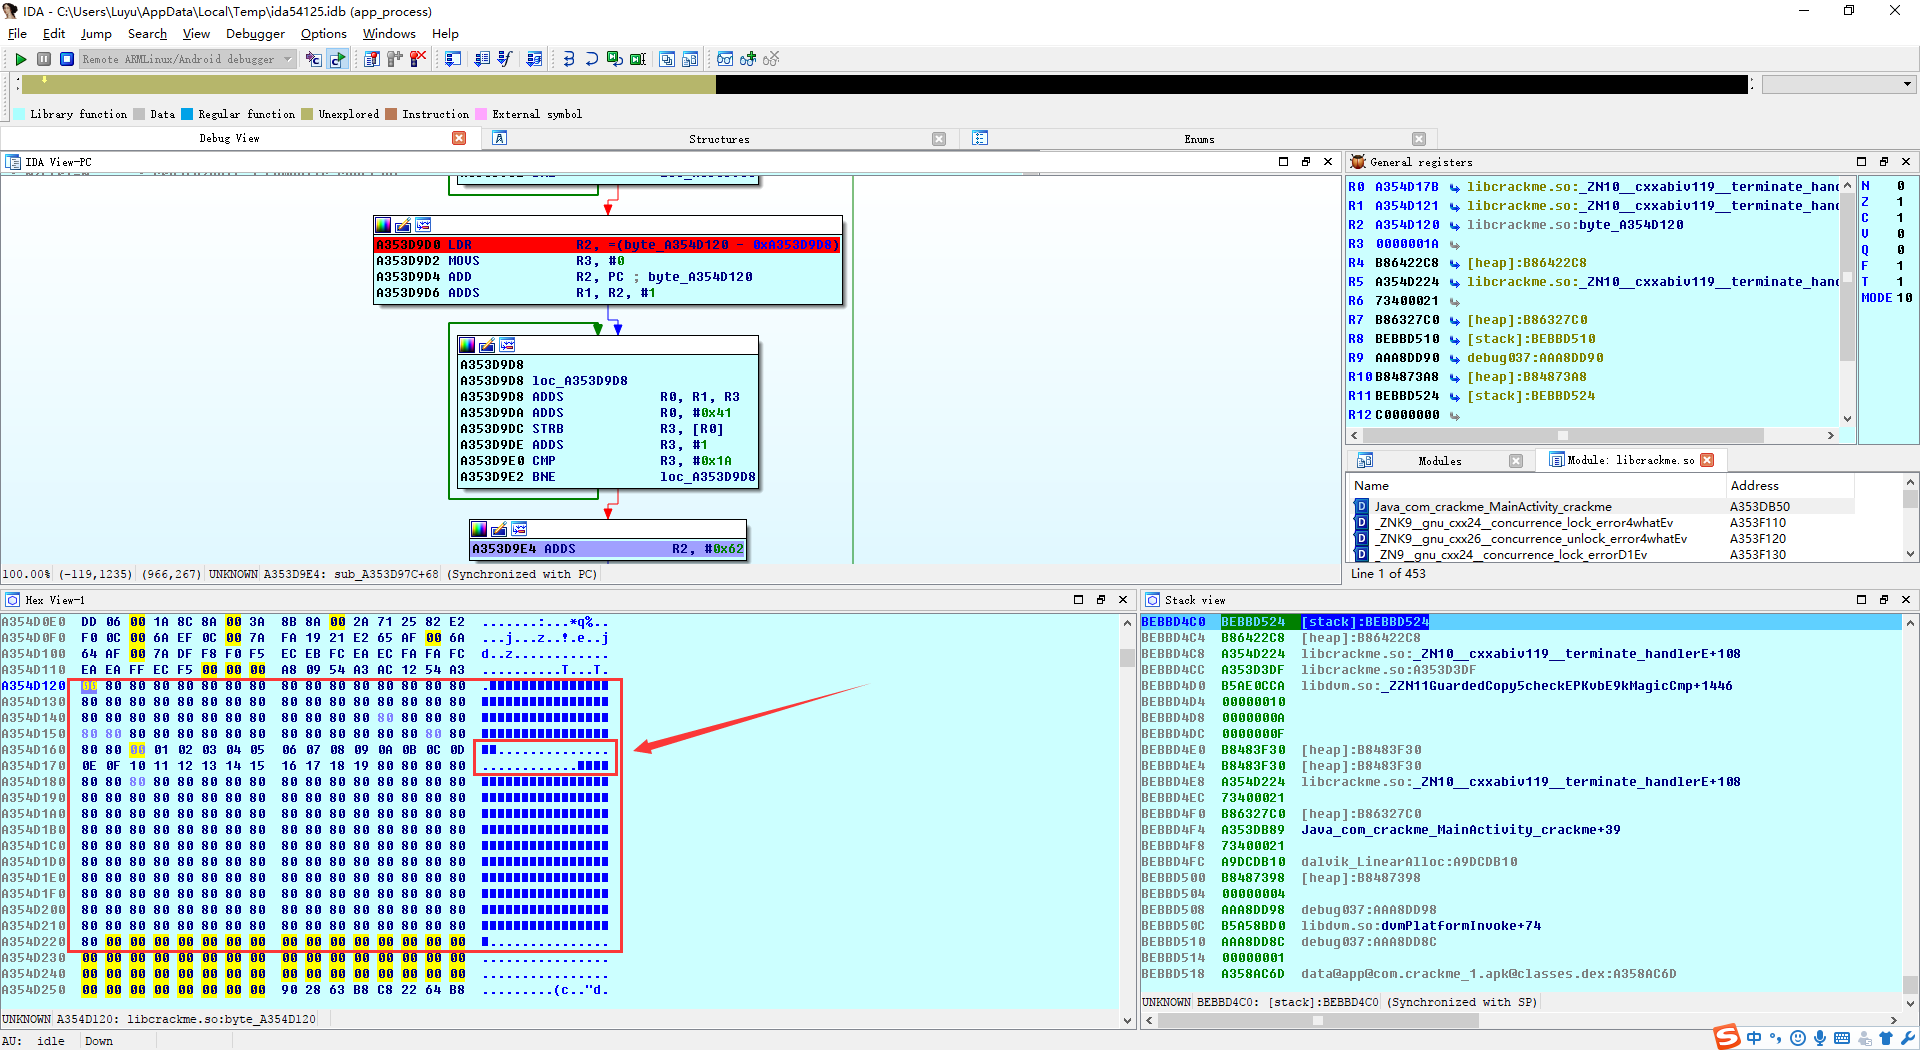 IDA - C:\Users\Luyu\AppData\Local\Temp\ida54125.idb (app_process)
File Edit Jump Search View Debugger Options Windows Help
Remote ARMLinux/Android debugger
Library function Data Regular function Unexplored Instruction External symbol
Debug View Structures Enums
IDA View-PC
A353D9D0 LDR R2, =(byte_A354D120 - 0xA353D9D8)
A353D9D2 MOVS R3, #0
A353D9D4 ADD R2, PC ; byte_A354D120
A353D9D6 ADDS R1, R2, #1
A353D9D8
A353D9D8 loc_A353D9D8
A353D9D8 ADDS R0, R1, R3
A353D9DA ADDS R0, #0x41
A353D9DC STRB R3, [R0]
A353D9DE ADDS R3, #1
A353D9E0 CMP R3, #0x1A
A353D9E2 BNE loc_A353D9D8
A353D9E4 ADDS R2, #0x62
100.00% (-119,1235) (966,267) UNKNOWN A353D9E4: sub_A353D97C+68 (Synchronized with PC)
General registers
R0 A354D17B libcrackme.so:_ZN10__cxxabiv119__terminate_hand
R1 A354D121 libcrackme.so:_ZN10__cxxabiv119__terminate_hand
R2 A354D120 libcrackme.so:byte_A354D120
R3 0000001A
R4 B86422C8 [heap]:B86422C8
R5 A354D224 libcrackme.so:_ZN10__cxxabiv119__terminate_hand
R6 73400021
R7 B86327C0 [heap]:B86327C0
R8 BEBBD510 [stack]:BEBBD510
R9 AAA8DD90 debug037:AAA8DD90
R10 B84873A8 [heap]:B84873A8
R11 BEBBD524 [stack]:BEBBD524
R12 C0000000
N 0
Z 1
C 1
V 0
Q 0
F 1
T 1
MODE 10
Modules Module: libcrackme.so
Name Address
Java_com_crackme_MainActivity_crackme A353DB50
_ZNK9__gnu_cxx24__concurrence_lock_error4whatEv A353F110
_ZNK9__gnu_cxx26__concurrence_unlock_error4whatEv A353F120
_ZN9__gnu_cxx24__concurrence_lock_errorD1Ev A353F130
Line 1 of 453
Hex View-1
A354D0E0 DD 06 00 1A 8C 8A 00 3A 8B 8A 00 2A 71 25 82 E2 .......:...*q%..
A354D0F0 F0 0C 00 6A EF 0C 00 7A FA 19 21 E2 65 AF 00 6A ...j...z..!.e..j
A354D100 64 AF 00 7A DF F8 F0 F5 EC EB FC EA EC FA FA FC d..z............
A354D110 EA EA FF EC F5 00 00 00 A8 09 54 A3 AC 12 54 A3 ..........T...T.
A354D120 00 80 80 80 80 80 80 80 80 80 80 80 80 80 80 80
A354D130 80 80 80 80 80 80 80 80 80 80 80 80 80 80 80 80
A354D140 80 80 80 80 80 80 80 80 80 80 80 80 80 80 80 80
A354D150 80 80 80 80 80 80 80 80 80 80 80 80 80 80 80 80
A354D160 80 80 00 01 02 03 04 05 06 07 08 09 0A 0B 0C 0D
A354D170 0E 0F 10 11 12 13 14 15 16 17 18 19 80 80 80 80
A354D180 80 80 80 80 80 80 80 80 80 80 80 80 80 80 80 80
A354D190 80 80 80 80 80 80 80 80 80 80 80 80 80 80 80 80
A354D1A0 80 80 80 80 80 80 80 80 80 80 80 80 80 80 80 80
A354D1B0 80 80 80 80 80 80 80 80 80 80 80 80 80 80 80 80
A354D1C0 80 80 80 80 80 80 80 80 80 80 80 80 80 80 80 80
A354D1D0 80 80 80 80 80 80 80 80 80 80 80 80 80 80 80 80
A354D1E0 80 80 80 80 80 80 80 80 80 80 80 80 80 80 80 80
A354D1F0 80 80 80 80 80 80 80 80 80 80 80 80 80 80 80 80
A354D200 80 80 80 80 80 80 80 80 80 80 80 80 80 80 80 80
A354D210 80 80 80 80 80 80 80 80 80 80 80 80 80 80 80 80
A354D220 80 00 00 00 00 00 00 00 00 00 00 00 00 00 00 00
A354D230 00 00 00 00 00 00 00 00 00 00 00 00 00 00 00 00 ................
A354D240 00 00 00 00 00 00 00 00 00 00 00 00 00 00 00 00 ................
A354D250 00 00 00 00 00 00 00 00 90 28 63 B8 C8 22 64 B8 .........(c.."d.
UNKNOWN A354D120: libcrackme.so:byte_A354D120
Stack view
BEBBD4C0 BEBBD524 [stack]:BEBBD524
BEBBD4C4 B86422C8 [heap]:B86422C8
BEBBD4C8 A354D224 libcrackme.so:_ZN10__cxxabiv119__terminate_handlerE+108
BEBBD4CC A353D3DF libcrackme.so:A353D3DF
BEBBD4D0 B5AE0CCA libdvm.so:_ZZN11GuardedCopy5checkEPKvbE9kMagicCmp+1446
BEBBD4D4 00000010
BEBBD4D8 0000000A
BEBBD4DC 0000000F
BEBBD4E0 B8483F30 [heap]:B8483F30
BEBBD4E4 B8483F30 [heap]:B8483F30
BEBBD4E8 A354D224 libcrackme.so:_ZN10__cxxabiv119__terminate_handlerE+108
BEBBD4EC 73400021
BEBBD4F0 B86327C0 [heap]:B86327C0
BEBBD4F4 A353DB89 Java_com_crackme_MainActivity_crackme+39
BEBBD4F8 73400021
BEBBD4FC A9DCDB10 dalvik_LinearAlloc:A9DCDB10
BEBBD500 B8487398 [heap]:B8487398
BEBBD504 00000004
BEBBD508 AAA8DD98 debug037:AAA8DD98
BEBBD50C B5A58BD0 libdvm.so:dvmPlatformInvoke+74
BEBBD510 AAA8DD8C debug037:AAA8DD8C
BEBBD514 00000001
BEBBD518 A358AC6D data@app@com.crackme_1.apk@classes.dex:A358AC6D
UNKNOWN BEBBD4C0: [stack]:BEBBD4C0 (Synchronized with SP)
AU: idle Down
中